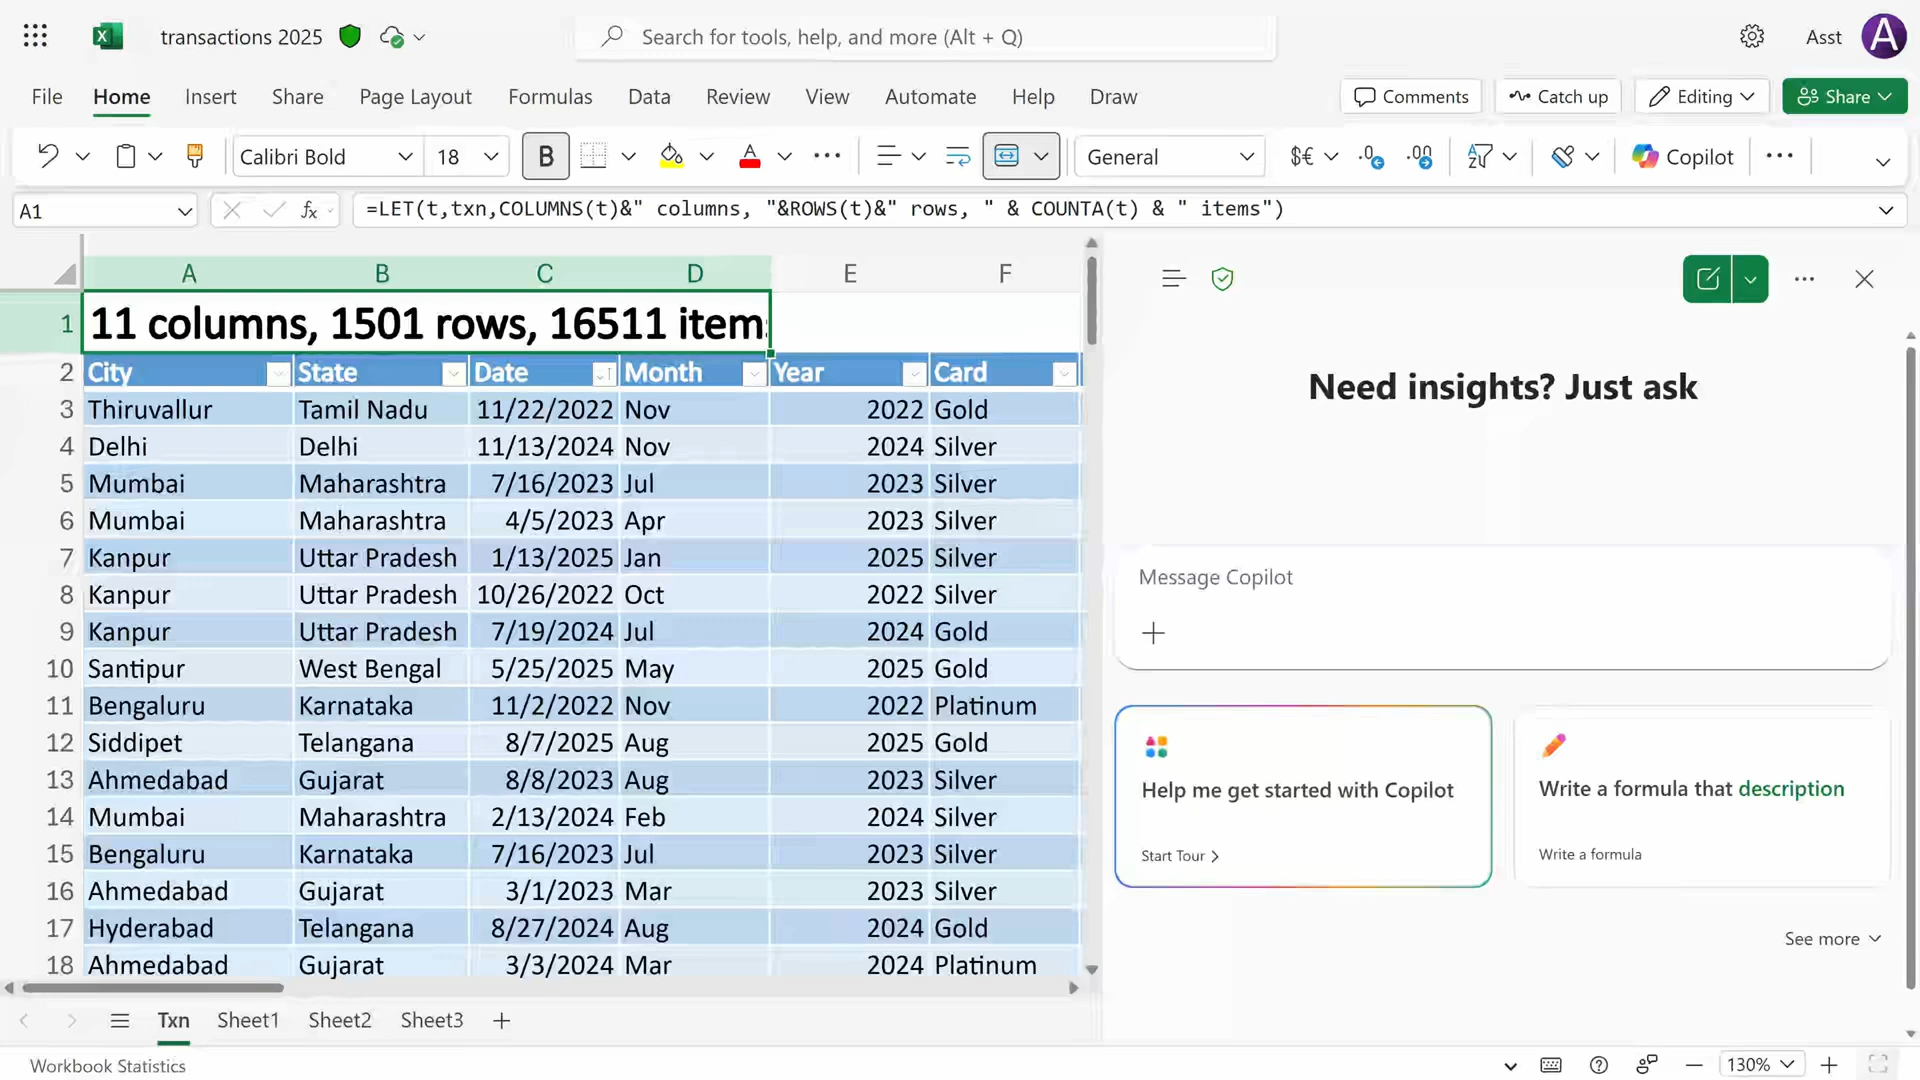 transactions 2025
Search for tools, help, and more (Alt + Q)
Asst
A
File Home Insert Share Page Layout Formulas Data Review View Automate Help Draw
Comments Catch up Editing Share
Calibri Bold 18 B A General $€ .0 .00 Copilot
A1 fx =LET(t,txn,COLUMNS(t)&" columns, "&ROWS(t)&" rows, " & COUNTA(t) & " items")
A B C D E F
1 11 columns, 1501 rows, 16511 item
2 City State Date Month Year Card
3 Thiruvallur Tamil Nadu 11/22/2022 Nov 2022 Gold
4 Delhi Delhi 11/13/2024 Nov 2024 Silver
5 Mumbai Maharashtra 7/16/2023 Jul 2023 Silver
6 Mumbai Maharashtra 4/5/2023 Apr 2023 Silver
7 Kanpur Uttar Pradesh 1/13/2025 Jan 2025 Silver
8 Kanpur Uttar Pradesh 10/26/2022 Oct 2022 Silver
9 Kanpur Uttar Pradesh 7/19/2024 Jul 2024 Gold
10 Santipur West Bengal 5/25/2025 May 2025 Gold
11 Bengaluru Karnataka 11/2/2022 Nov 2022 Platinum
12 Siddipet Telangana 8/7/2025 Aug 2025 Gold
13 Ahmedabad Gujarat 8/8/2023 Aug 2023 Silver
14 Mumbai Maharashtra 2/13/2024 Feb 2024 Silver
15 Bengaluru Karnataka 7/16/2023 Jul 2023 Silver
16 Ahmedabad Gujarat 3/1/2023 Mar 2023 Silver
17 Hyderabad Telangana 8/27/2024 Aug 2024 Gold
18 Ahmedabad Gujarat 3/3/2024 Mar 2024 Platinum
Need insights? Just ask
Message Copilot
Help me get started with Copilot
Start Tour
Write a formula that description
Write a formula
See more
Txn Sheet1 Sheet2 Sheet3
Workbook Statistics
130%